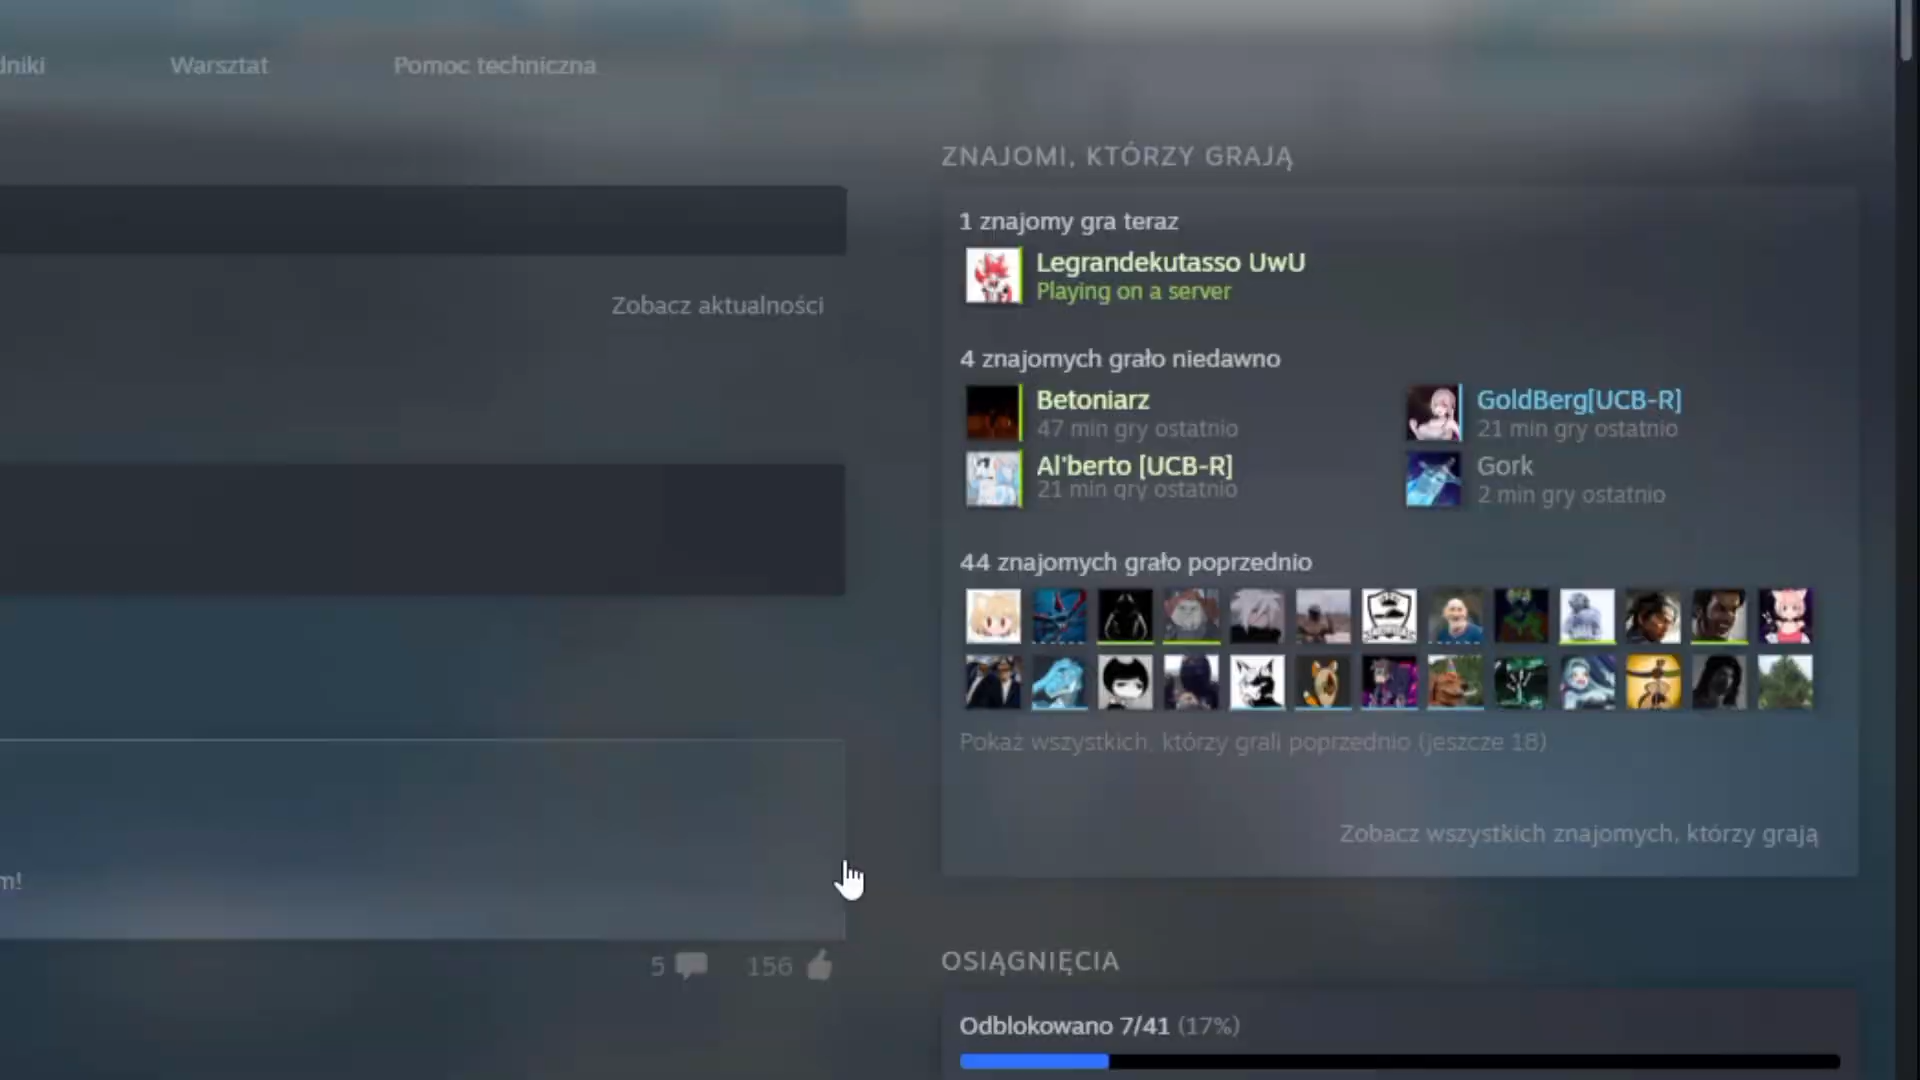 Warsztat
Pomoc techniczna
ZNAJOMI, KTÓRZY GRAJĄ
1 znajomy gra teraz
Legrandekutasso UwU
Playing on a server
Zobacz aktualności
4 znajomych grało niedawno
Betoniarz
47 min gry ostatnio
GoldBerg[UCB-R]
21 min gry ostatnio
Al'berto [UCB-R]
21 min gry ostatnio
Gork
2 min gry ostatnio
44 znajomych grało poprzednio
Pokaż wszystkich, którzy grali poprzednio (jeszcze 18)
Zobacz wszystkich znajomych, którzy grają
m!
5
156
OSIĄGNIĘCIA
Odblokowano 7/41 (17%)